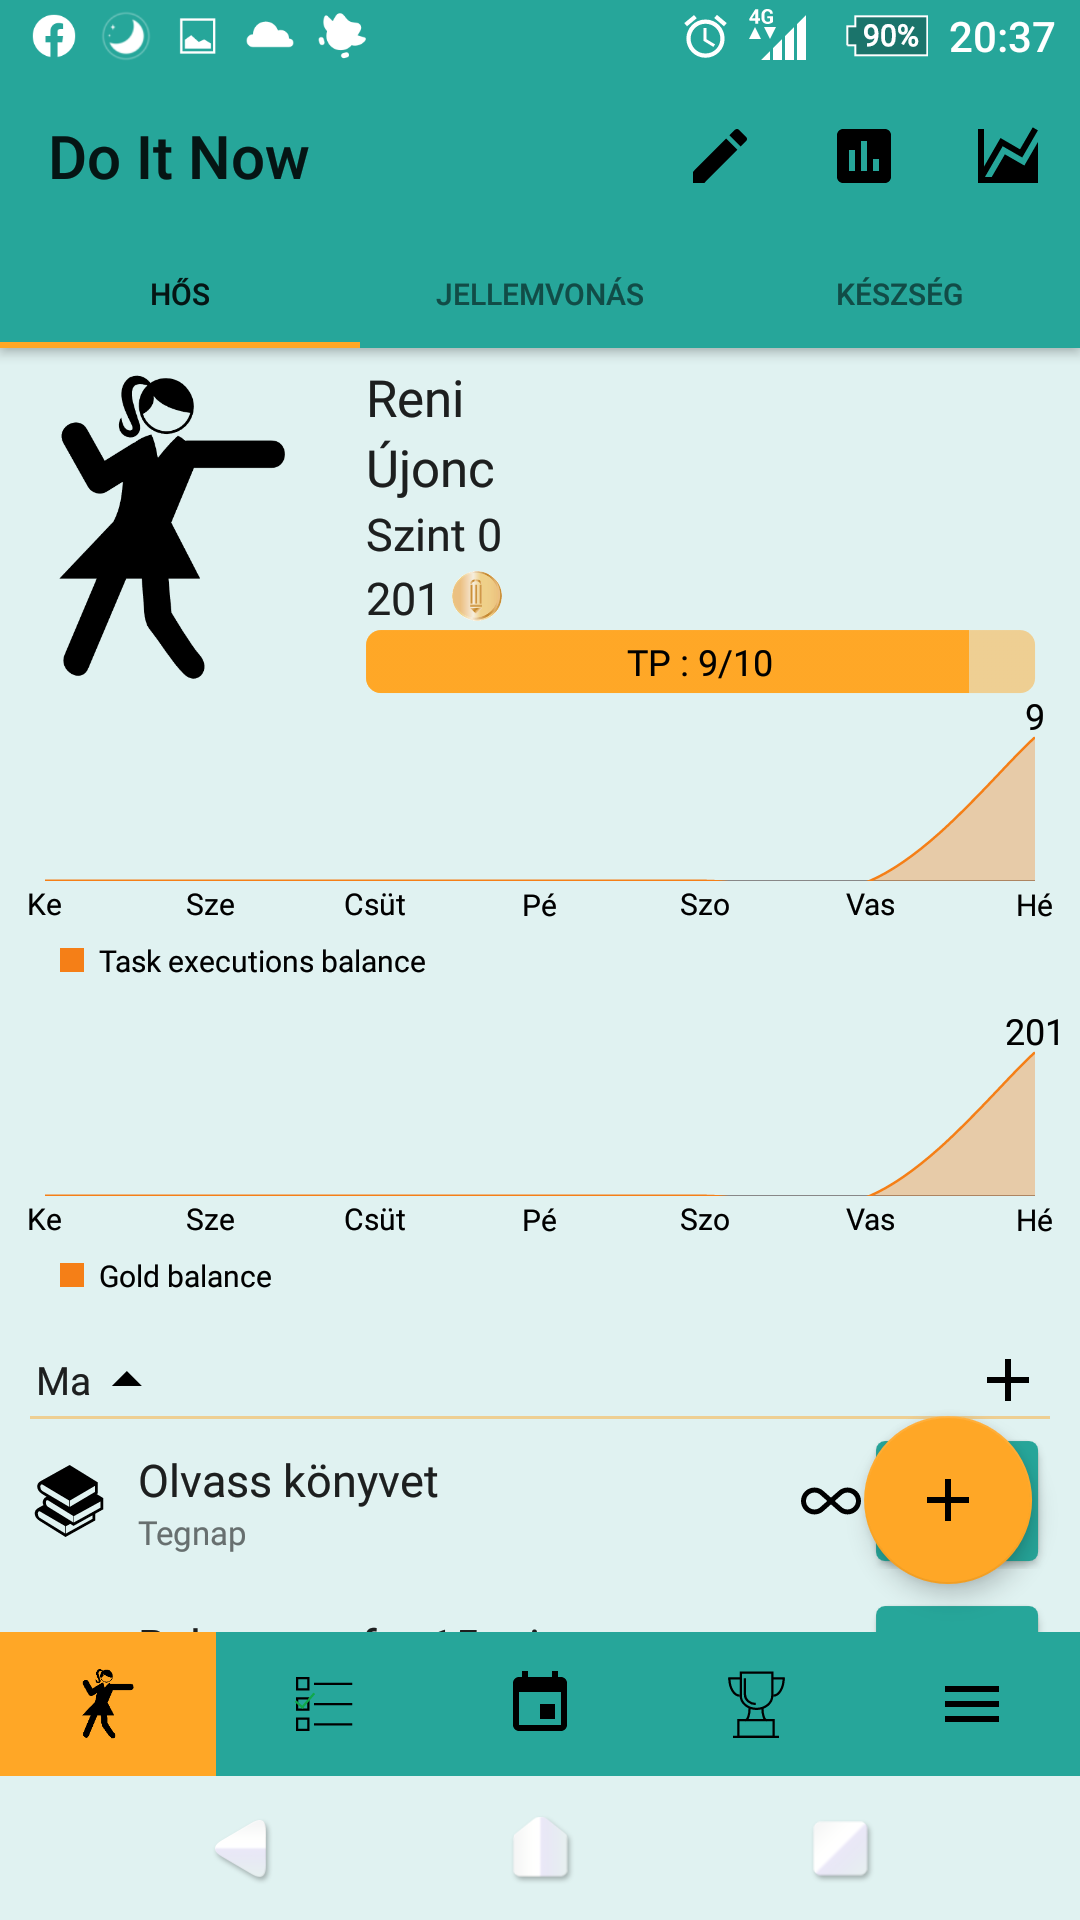 4G 90% 20:37
Do It Now
HŐS JELLEMVONÁS KÉSZSÉG
Reni
Újonc
Szint 0
201
TP : 9/10
9
Ke Sze Csüt Pé Szo Vas Hé
Task executions balance
201
Ke Sze Csüt Pé Szo Vas Hé
Gold balance
Ma
Olvass könyvet
Tegnap